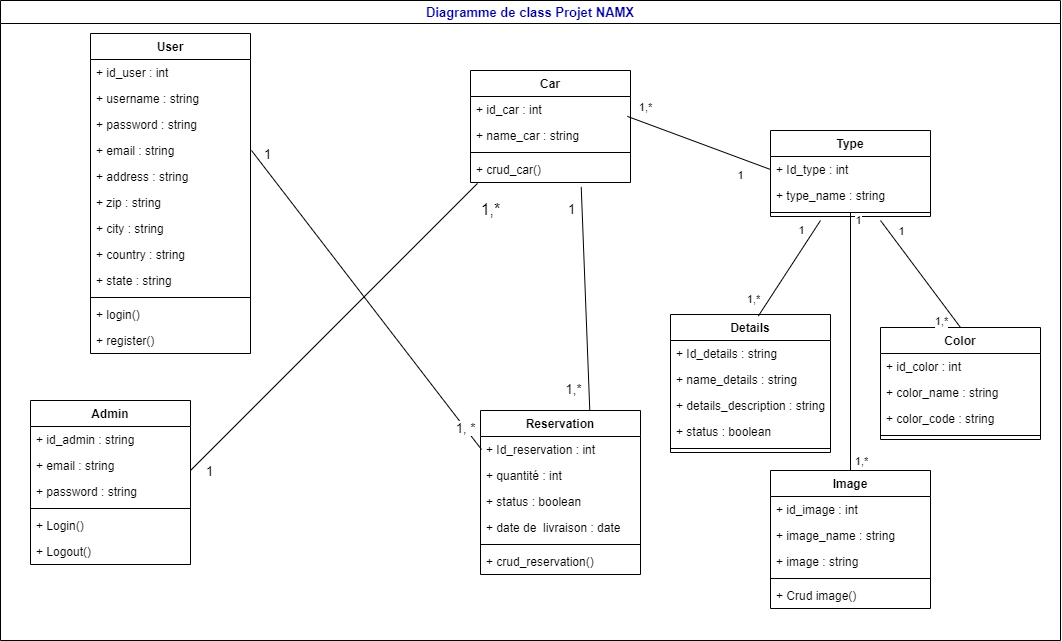 Diagramme de class Projet NAMX
User
+ id_user : int
+ username : string
+ password : string
+ email : string
+ address : string
+ zip : string
+ city : string
+ country : string
+ state : string
+ login()
+ register()
1
1, *
Car
+ id_car : int
+ name_car : string
+ crud_car()
1,*
1
1,*
1
1,*
1
Type
+ Id_type : int
+ type_name : string
1
1
1
1,*
1,*
1,*
Details
+ Id_details : string
+ name_details : string
+ details_description : string
+ status : boolean
Color
+ id_color : int
+ color_name : string
+ color_code : string
Admin
+ id_admin : string
+ email : string
+ password : string
+ Login()
+ Logout()
Reservation
+ Id_reservation : int
+ quantité : int
+ status : boolean
+ date de livraison : date
+ crud_reservation()
Image
+ id_image : int
+ image_name : string
+ image : string
+ Crud image()